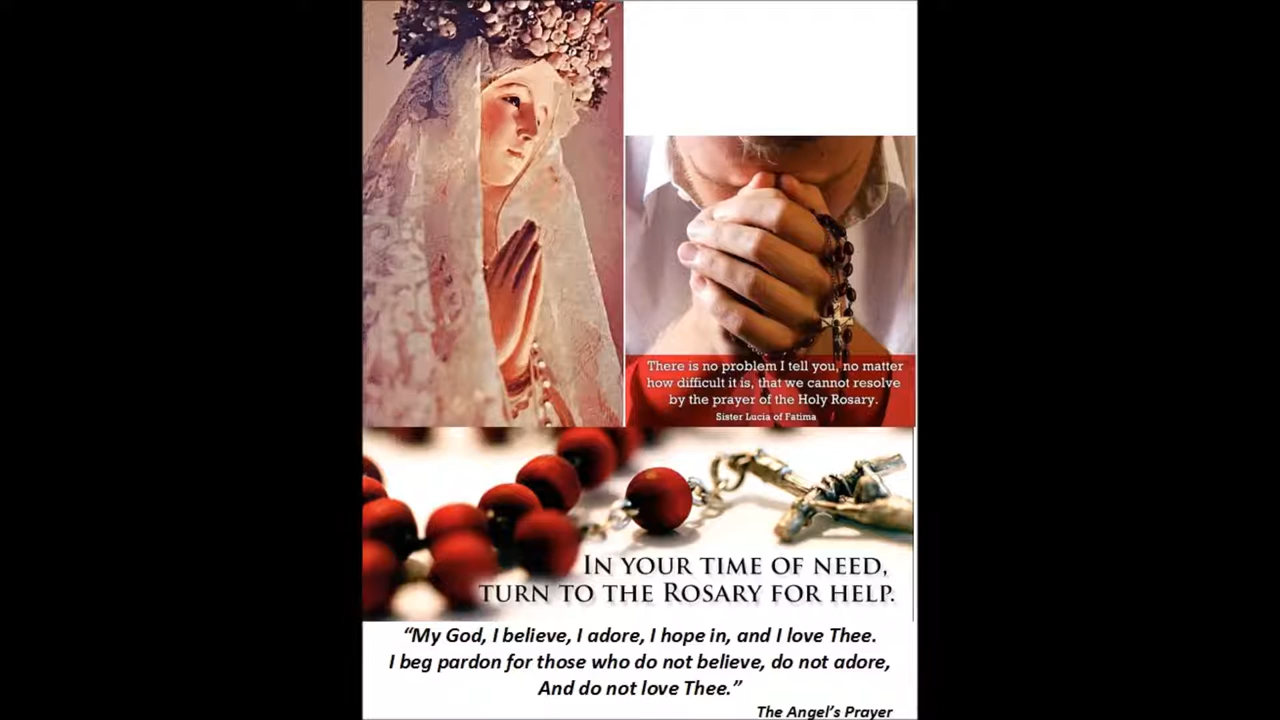 There is no problem I tell you, no matter
how difficult it is, that we cannot resolve
by the prayer of the Holy Rosary.
Sister Lucia of Fatima
In your time of need,
turn to the Rosary for help.
“My God, I believe, I adore, I hope in, and I love Thee.
I beg pardon for those who do not believe, do not adore,
And do not love Thee.”
The Angel’s Prayer